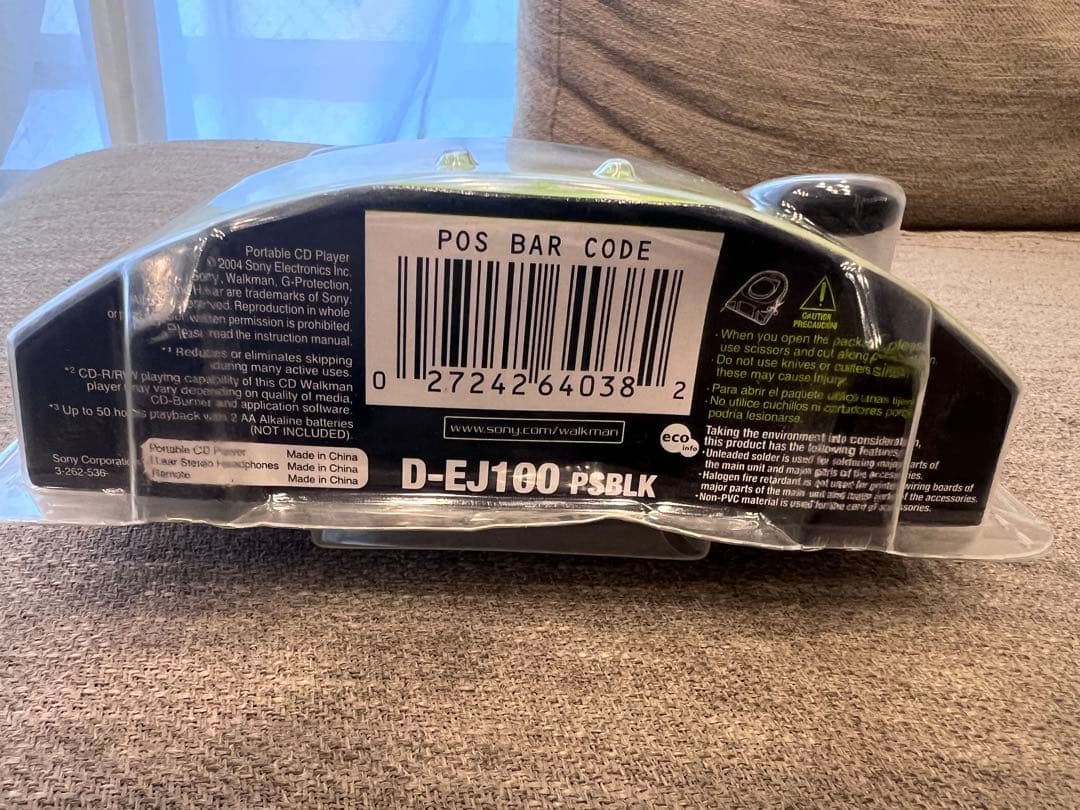 POS BAR CODE
0 27242 64038 2
Portable CD Player
2004 Sony Electronics Inc.
Sony, Walkman, G-Protection,
are trademarks of Sony.
Reproduction in whole
or permission is prohibited.
Please read the instruction manual.
*1 Reduces or eliminates skipping
during many active uses.
*2 CD-R/RW playing capability of this CD Walkman
player may vary depending on quality of media,
CD-Burner and application software.
*3 Up to 50 hours playback with 2 AA Alkaline batteries
(NOT INCLUDED).
Portable CD Player Made in China
Stereo Headphones Made in China
Remote Made in China
Sony Corporation
3-262-536-
www.sony.com/walkman
D-EJ100 PSBLK
eco
info
CAUTION
PRECAUCIÓN
·When you open the package, please
use scissors and cut along
·Do not use knives or cutters since
these may cause injury.
·Para abrir el paquete utilice unas
·No utilice cuchillos ni cortadores
podría lesionarse.
Taking the environment into consideration,
this product has the following features:
·Unleaded solder is used for soldering major parts of
the main unit and major parts of the accessories.
·Halogen fire retardant is not used for printed wiring boards of
major parts of the main unit and of the accessories.
·Non-PVC material is used for the cord of accessories.